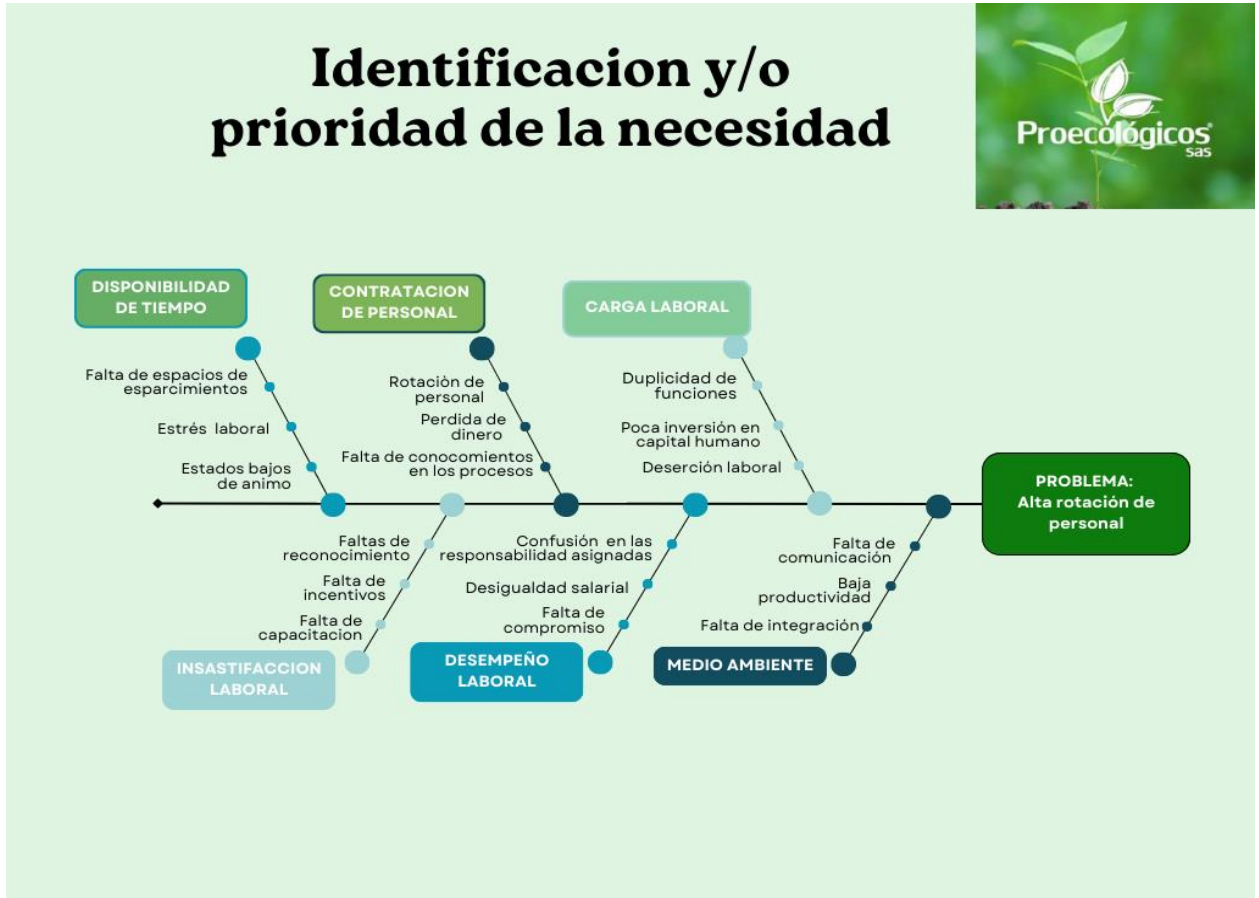 Identificacion y/o
prioridad de la necesidad
Proecológicos®
sas
DISPONIBILIDAD
DE TIEMPO
CONTRATACION
DE PERSONAL
CARGA LABORAL
Falta de espacios de
esparcimientos
Estrés laboral
Estados bajos
de animo
Rotaciòn de
personal
Perdida de
dinero
Falta de conocomientos
en los procesos
Duplicidad de
funciones
Poca inversión en
capital humano
Deserción laboral
PROBLEMA:
Alta rotación de
personal
Faltas de
reconocimiento
Falta de
incentivos
Falta de
capacitacion
Confusión en las
responsabilidad asignadas
Desigualdad salarial
Falta de
compromiso
Falta de
comunicación
Baja
productividad
Falta de integración
INSASTIFACCION
LABORAL
DESEMPEÑO
LABORAL
MEDIO AMBIENTE